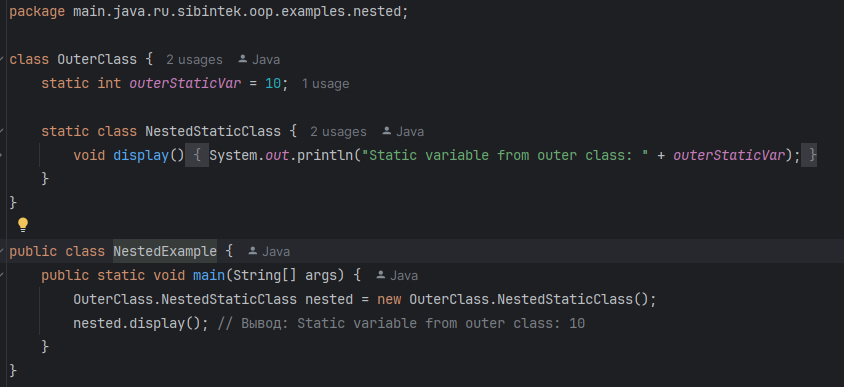 package main.java.ru.sibintek.oop.examples.nested;
class OuterClass { 2 usages Java
static int outerStaticVar = 10; 1 usage
static class NestedStaticClass { 2 usages Java
void display() { System.out.println("Static variable from outer class: " + outerStaticVar); }
}
}
public class NestedExample { Java
public static void main(String[] args) { Java
OuterClass.NestedStaticClass nested = new OuterClass.NestedStaticClass();
nested.display(); // Вывод: Static variable from outer class: 10
}
}